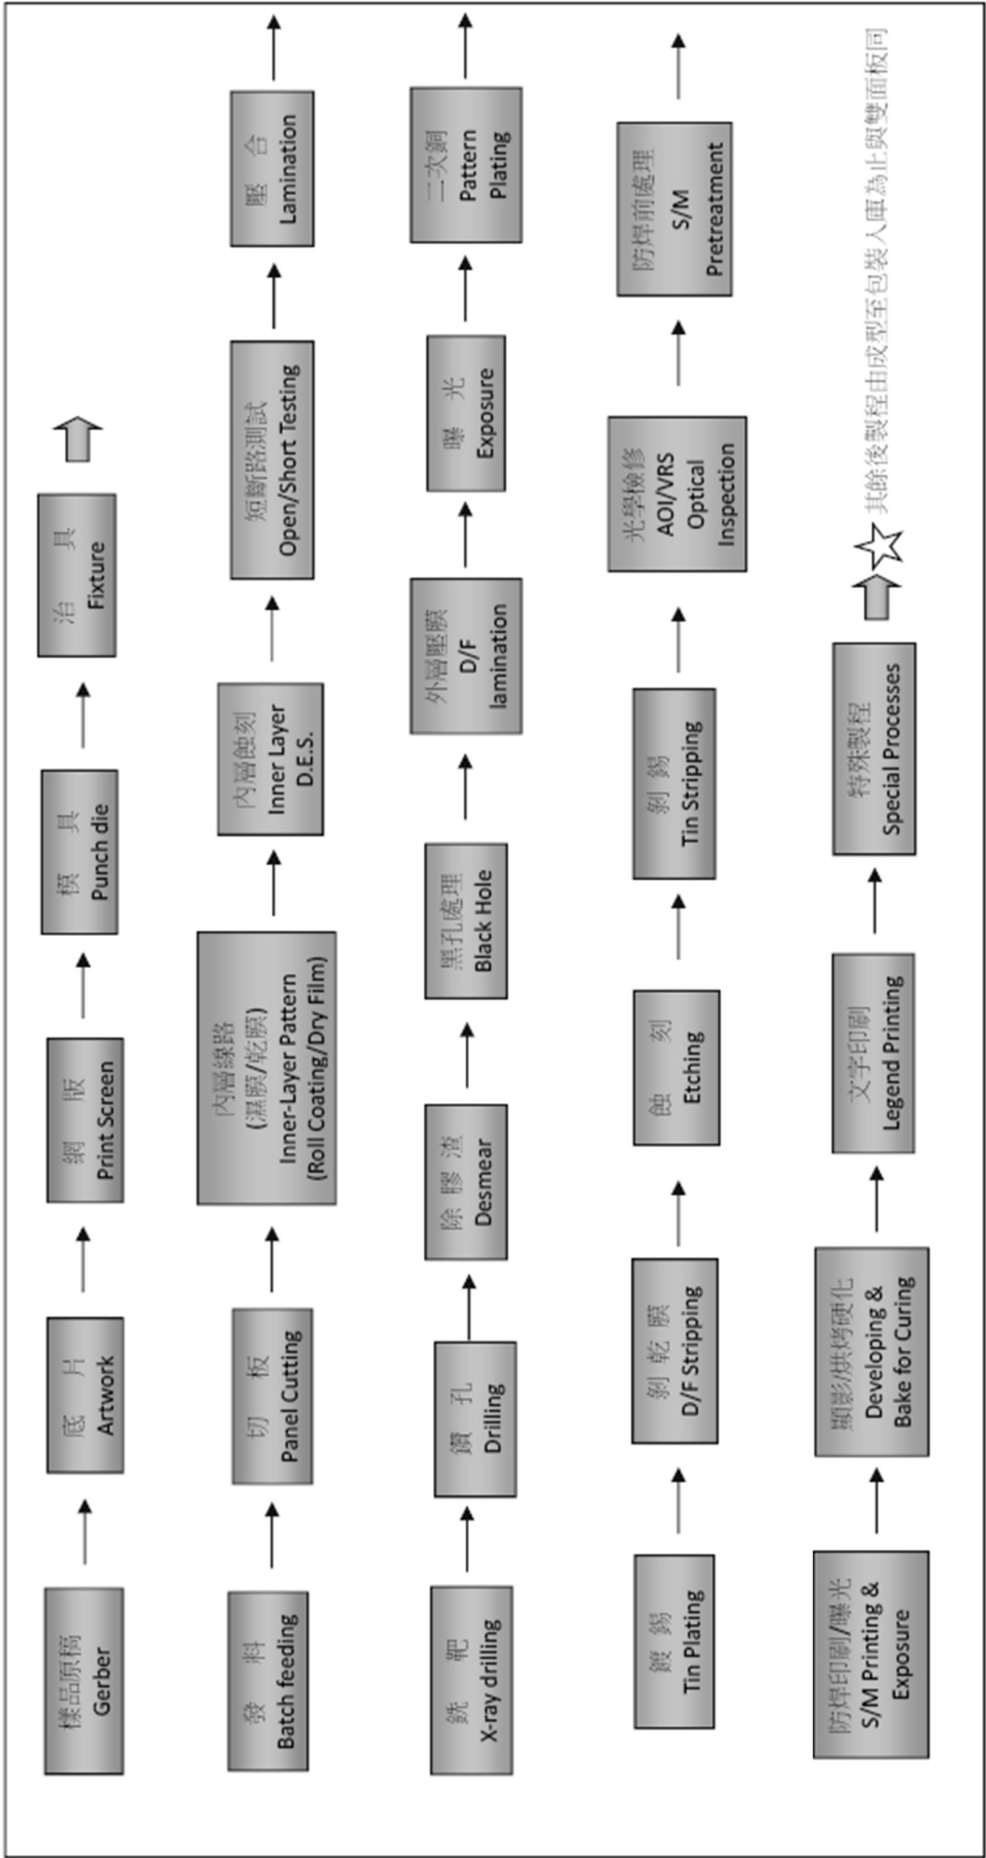 樣品原稿
Gerber
底 片
Artwork
網 版
Print Screen
模 具
Punch die
治 具
Fixture
發 料
Batch feeding
切 板
Panel Cutting
內層線路
(濕膜/乾膜)
Inner-Layer Pattern
(Roll Coating/Dry Film)
內層蝕刻
Inner Layer
D.E.S.
短斷路測試
Open/Short Testing
壓 合
Lamination
銑 靶
X-ray drilling
鑽 孔
Drilling
除 膠 渣
Desmear
黑孔處理
Black Hole
外層壓膜
D/F
lamination
曝 光
Exposure
二次銅
Pattern
Plating
鍍 錫
Tin Plating
剝 乾 膜
D/F Stripping
蝕 刻
Etching
剝 錫
Tin Stripping
光學檢修
AOI/VRS
Optical
Inspection
防焊前處理
S/M
Pretreatment
防焊印刷/曝光
S/M Printing &
Exposure
顯影/烘烤硬化
Developing &
Bake for Curing
文字印刷
Legend Printing
特殊製程
Special Processes
其餘後製程由成型至包裝入庫為止與雙面板同